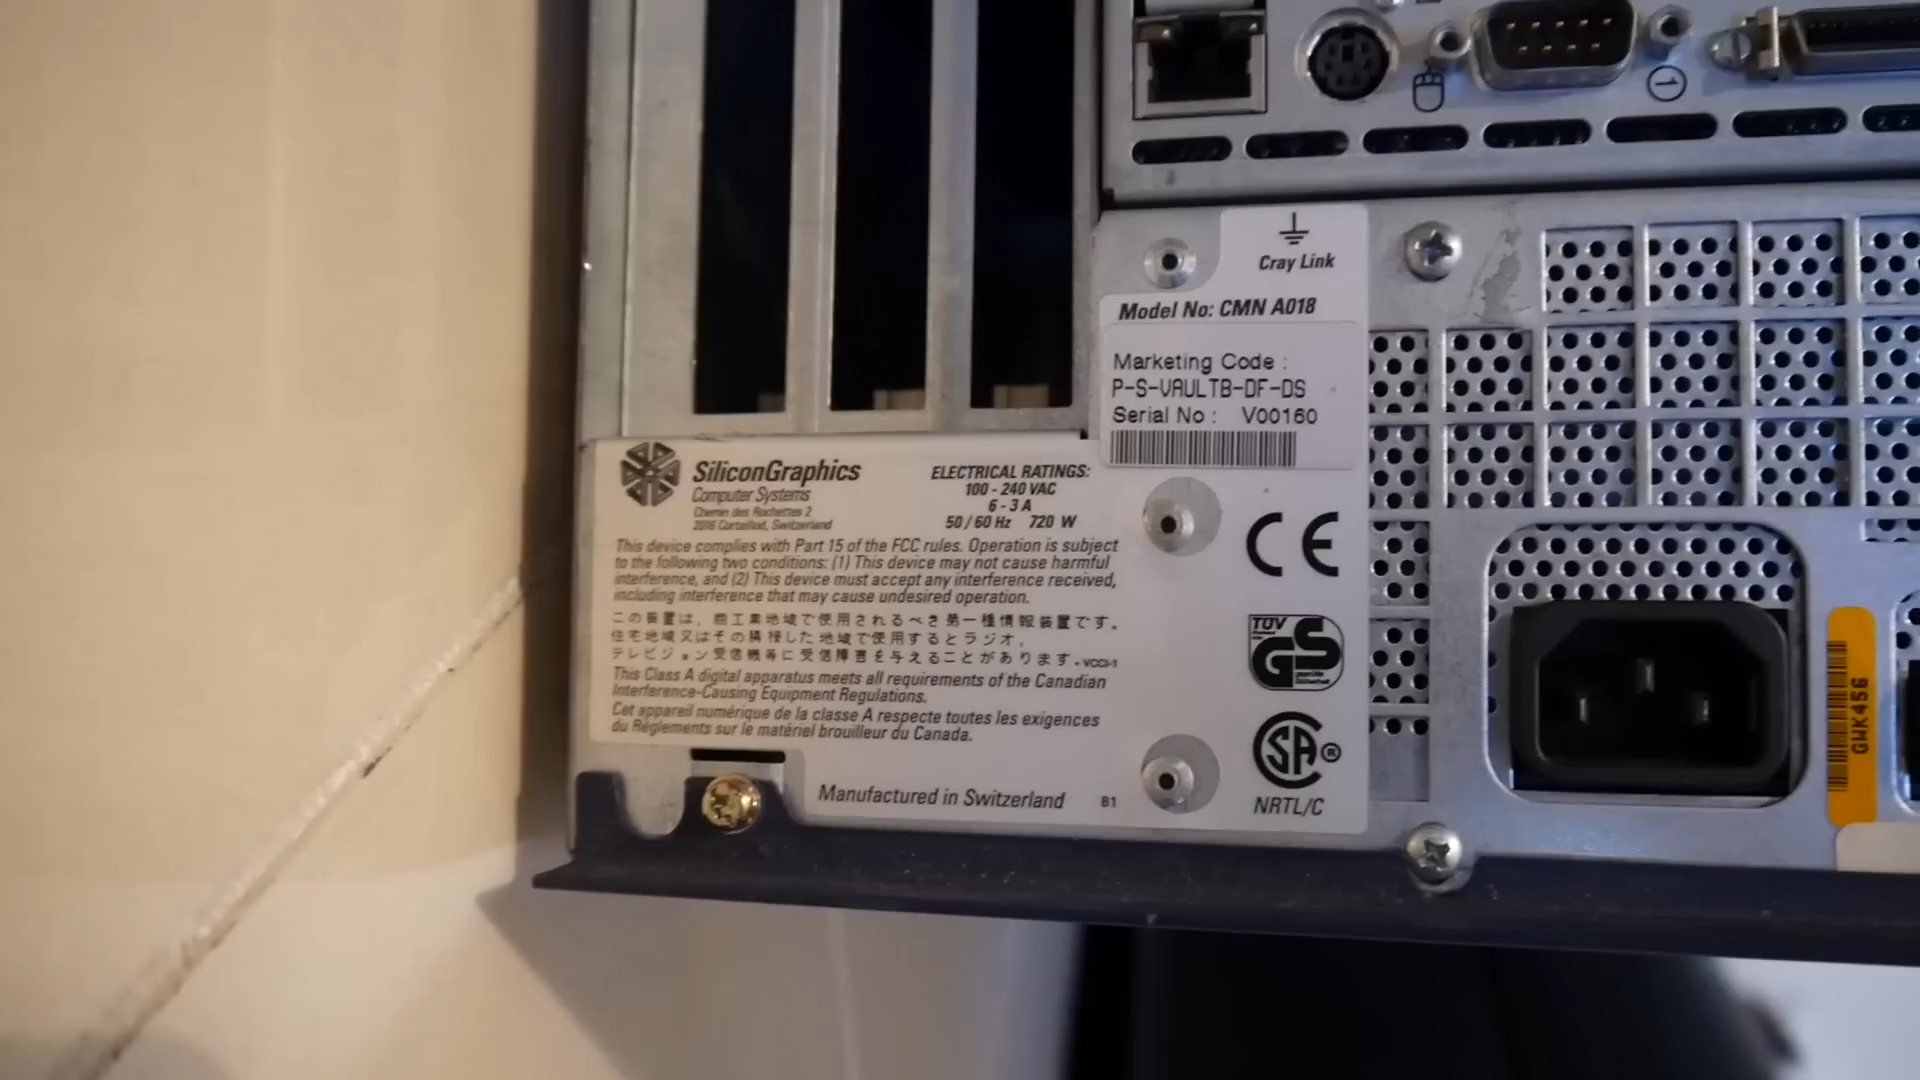 Cray Link
Model No: CMN A018
Marketing Code :
P-S-VAULTB-DF-DS
Serial No : V00160
SiliconGraphics
Computer Systems
Chemin des Rochettes 2
2016 Cortaillod, Switzerland
ELECTRICAL RATINGS:
100 - 240 VAC
6 - 3 A
50 / 60 Hz 720 W
This device complies with Part 15 of the FCC rules. Operation is subject
to the following two conditions: (1) This device may not cause harmful
interference, and (2) This device must accept any interference received,
including interference that may cause undesired operation.
この装置は、商工業地域で使用されるべき第一種情報装置です。
住宅地域又はその隣接した地域で使用するとラジオ，
テレビジョン受信機等に受信障害を与えることがあります。VCCI-1
This Class A digital apparatus meets all requirements of the Canadian
Interference-Causing Equipment Regulations.
Cet appareil numérique de la classe A respecte toutes les exigences
du Règlements sur le matériel brouilleur du Canada.
Manufactured in Switzerland B1
CE
TÜV
GS
geprüfte
Sicherheit
SA ®
NRTL/C
GWK456
1